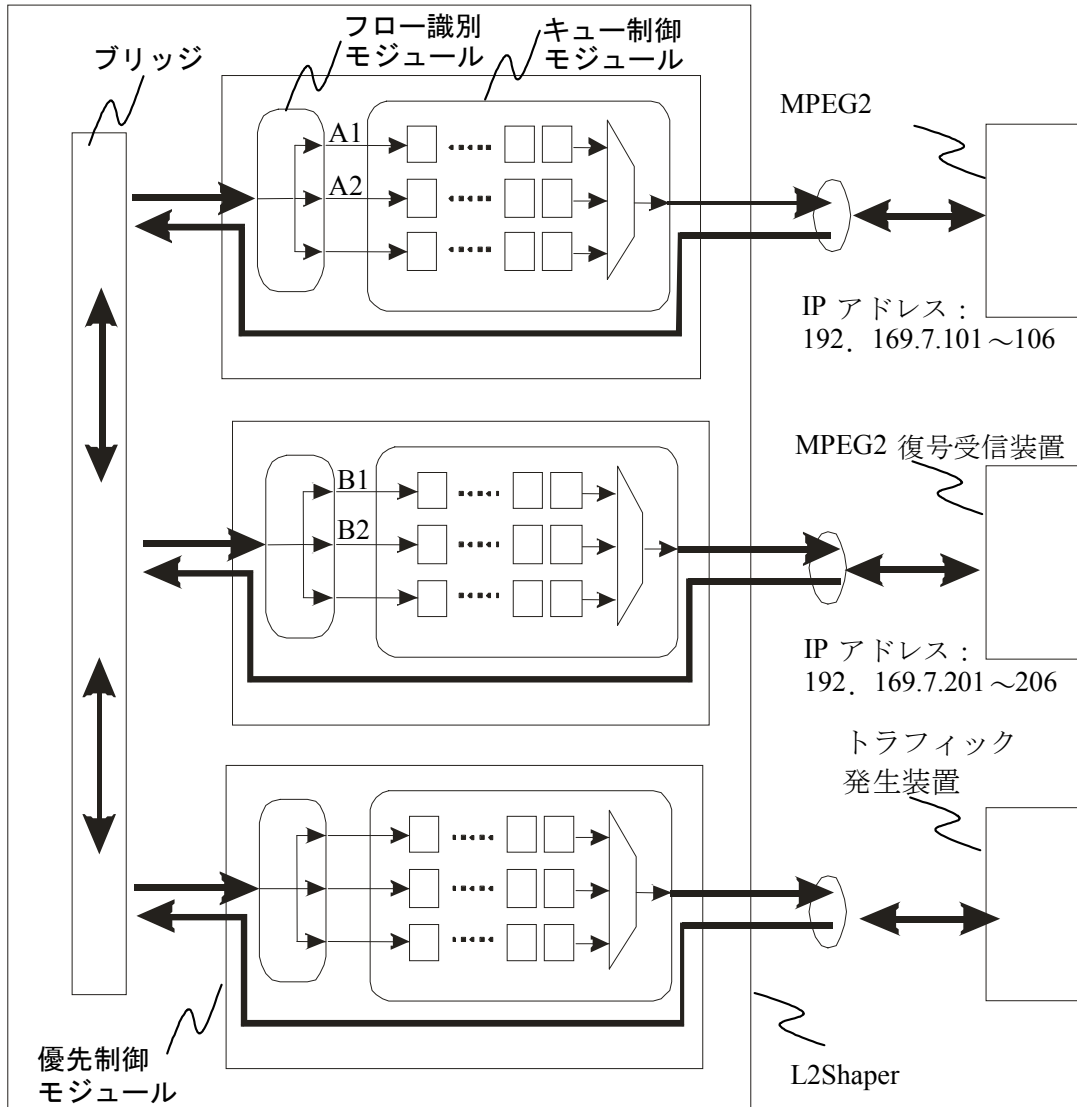 ブリッジ
フロー識別
モジュール
キュー制御
モジュール
MPEG2
A1
A2
IP アドレス：
192．169.7.101～106
MPEG2 復号受信装置
B1
B2
IP アドレス：
192．169.7.201～206
トラフィック
発生装置
優先制御
モジュール
L2Shaper